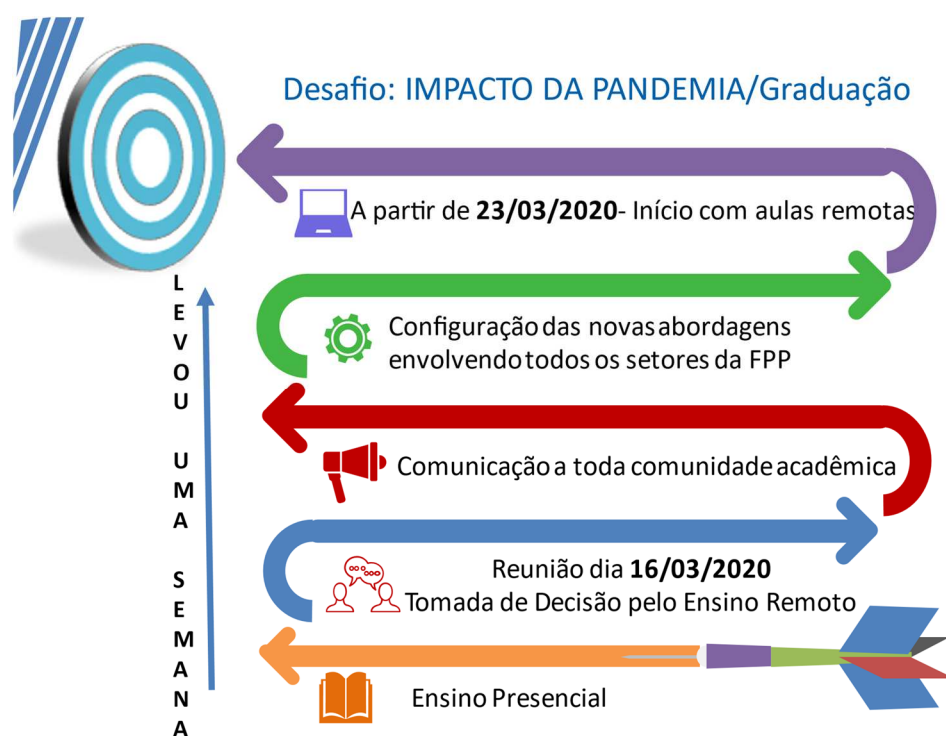 Desafio: IMPACTO DA PANDEMIA/Graduação
A partir de 23/03/2020- Início com aulas remotas
Configuração das novas abordagens
envolvendo todos os setores da FPP
Comunicação a toda comunidade acadêmica
Reunião dia 16/03/2020
Tomada de Decisão pelo Ensino Remoto
Ensino Presencial
LEVOU UMA SEMANA